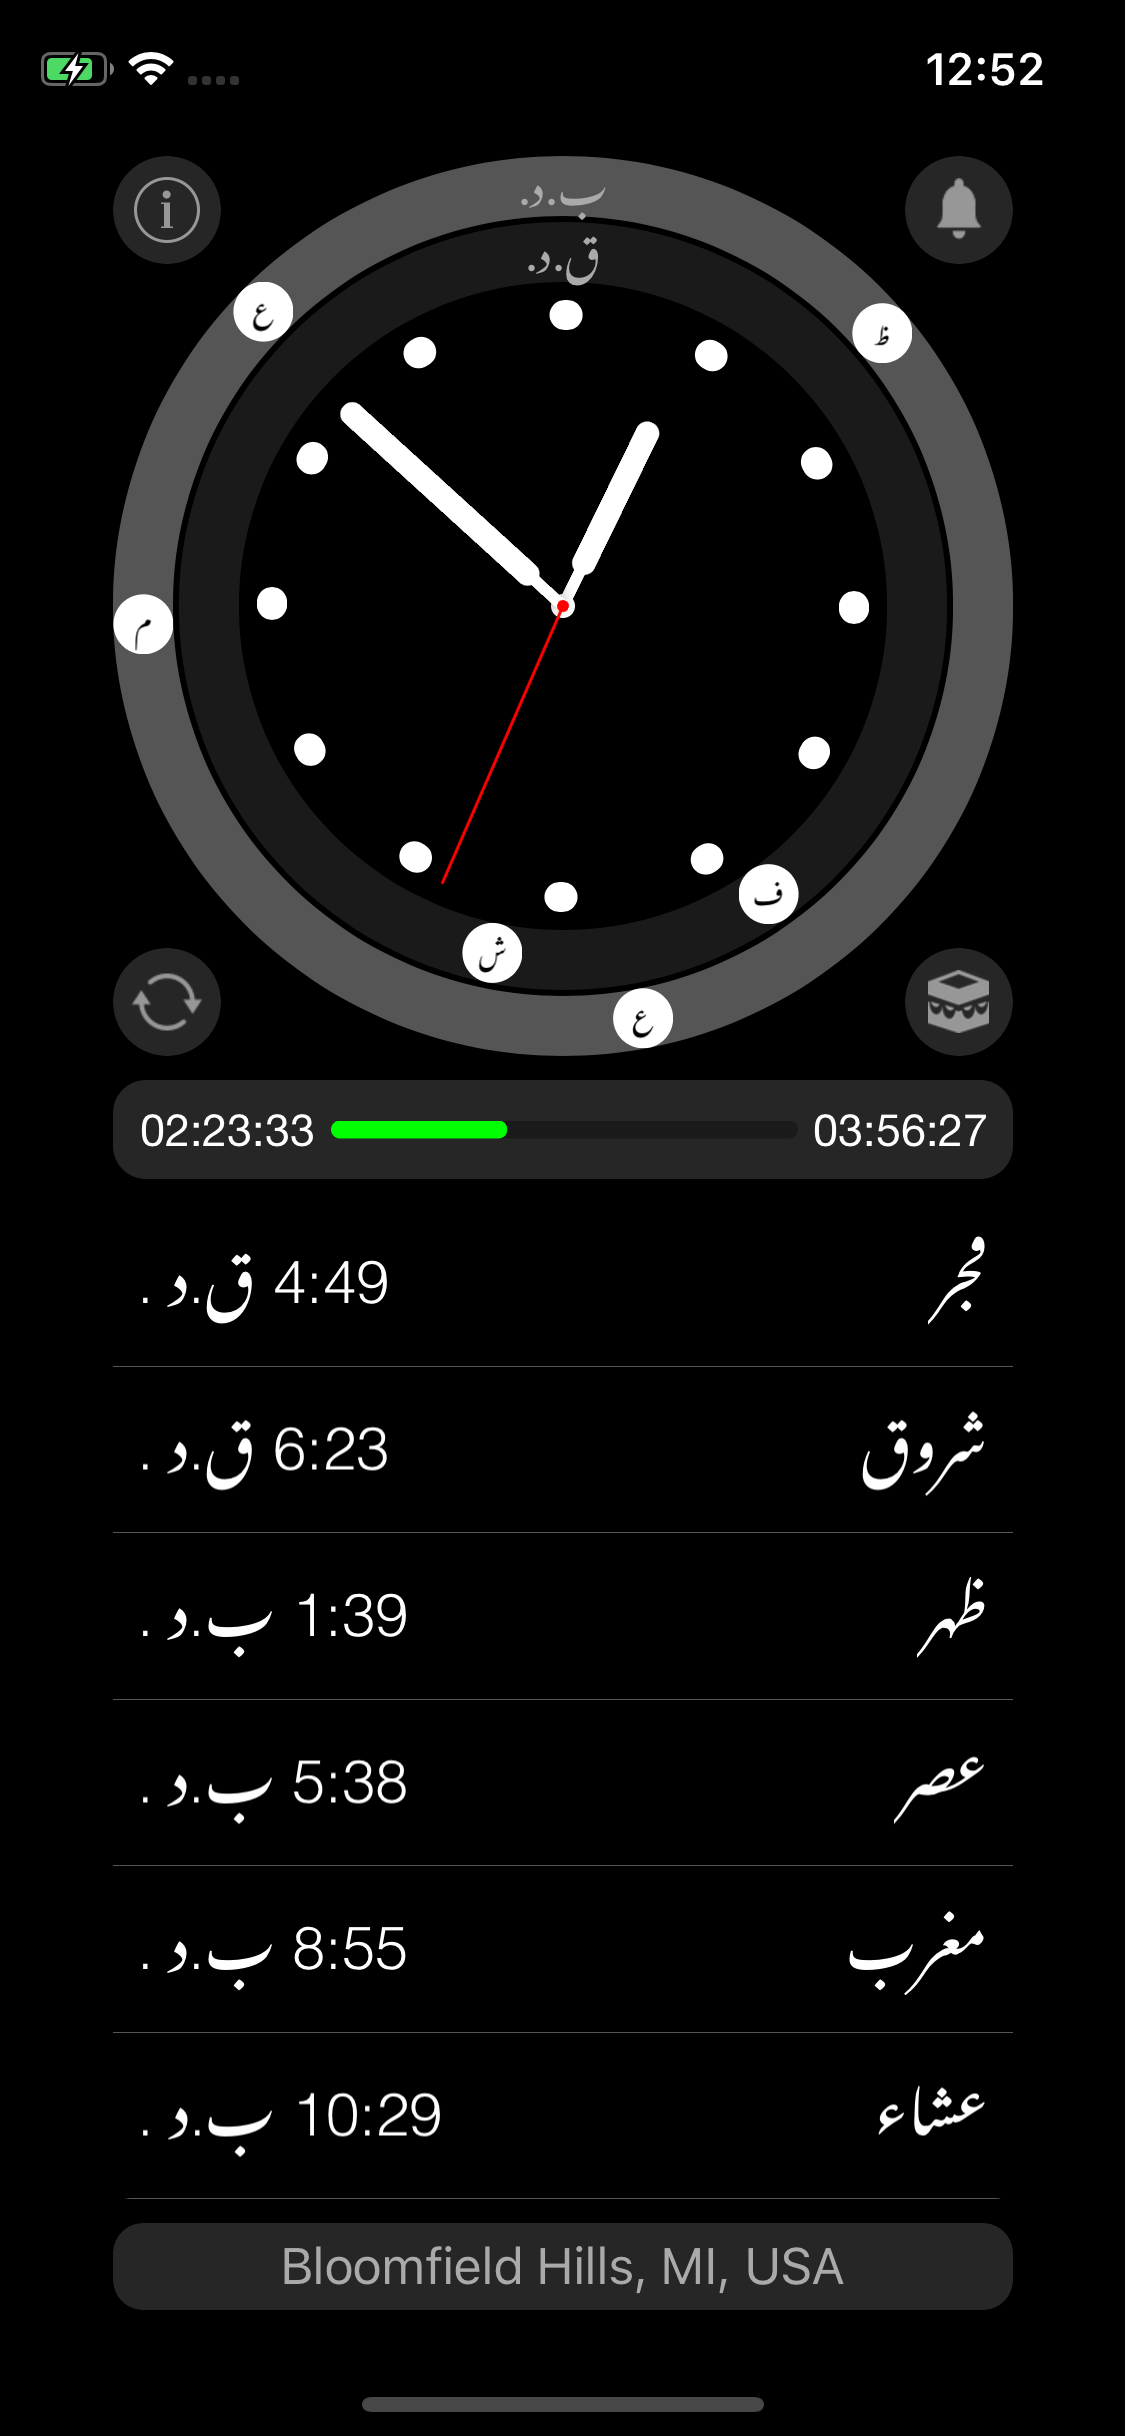 12:52
ب.د.
ق.د.
ع
ظ
م
ف
ش
ع
02:23:33 03:56:27
فجر 4:49 ق.د.
شروق 6:23 ق.د.
ظہر 1:39 ب.د.
عصر 5:38 ب.د.
مغرب 8:55 ب.د.
عشاء 10:29 ب.د.
Bloomfield Hills, MI, USA